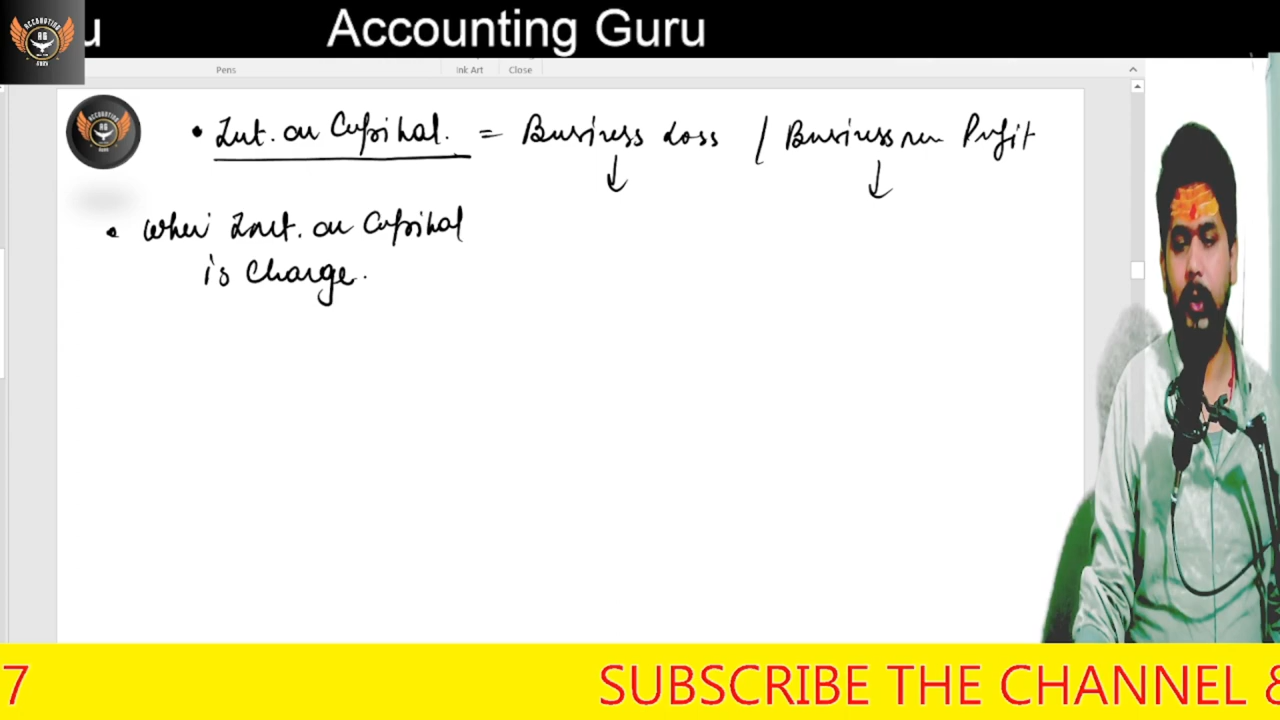 u Accounting Guru
Pens Ink Art Close
• Int. on Capital. = Business Loss / Business Profit
• When Int. on Capital
is Charge.
7 SUBSCRIBE THE CHANNEL &